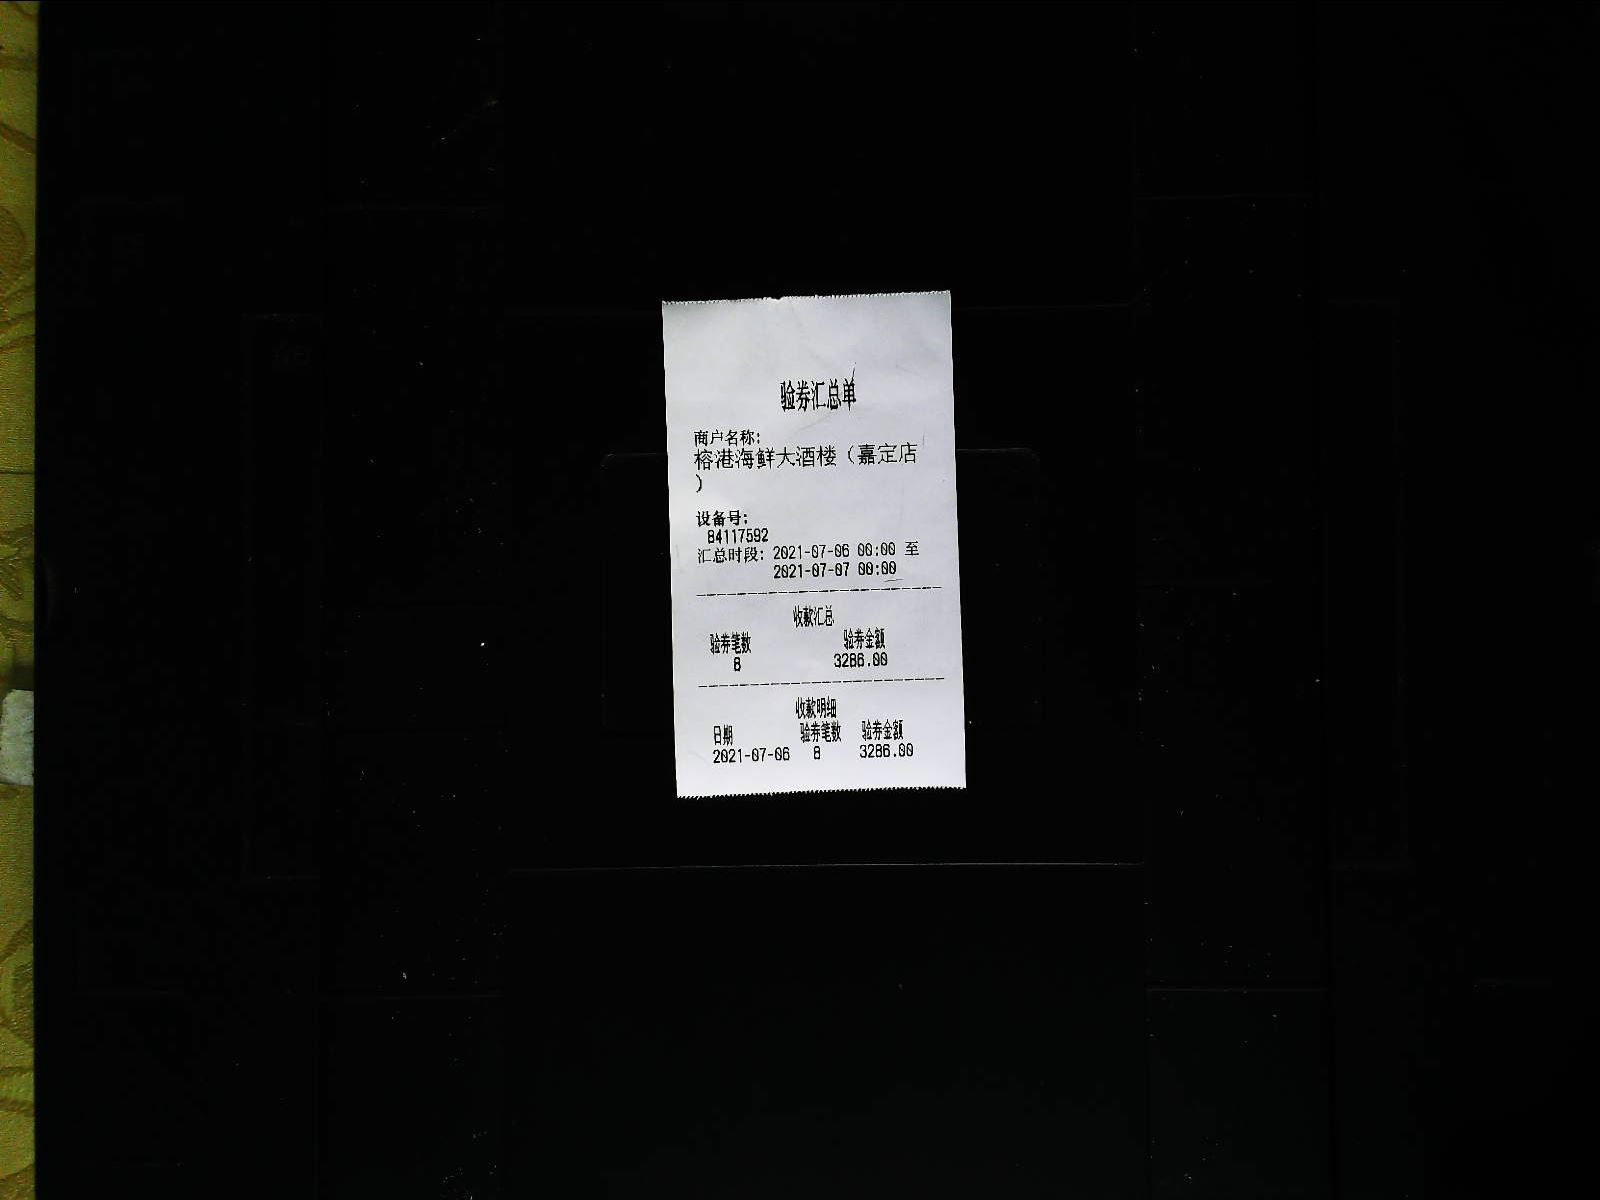 验券汇总单
商户名称:
榕港海鲜大酒楼（嘉定店
）
设备号:
84117592
汇总时段: 2021-07-06 00:00 至
2021-07-07 00:00
收款汇总
验券笔数 验券金额
8 3286.00
收款明细
日期 验券笔数 验券金额
2021-07-06 8 3286.00